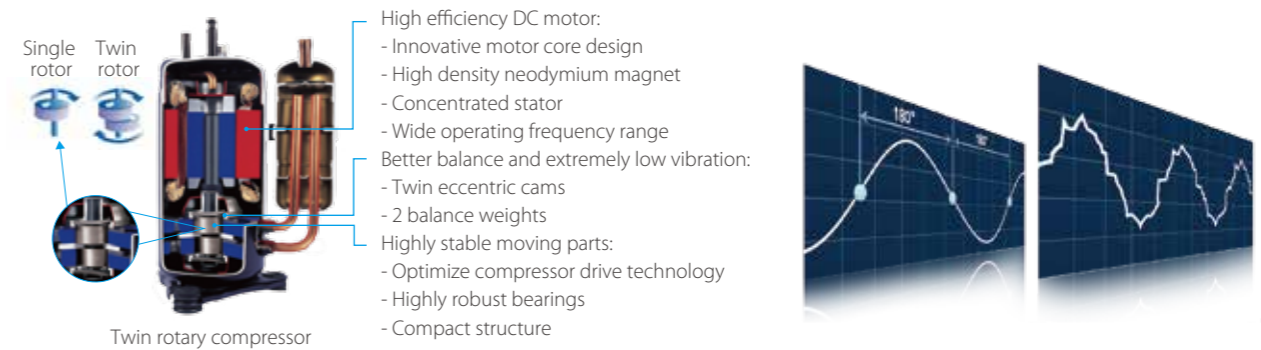 Single
rotor
Twin
rotor
High efficiency DC motor:
- Innovative motor core design
- High density neodymium magnet
- Concentrated stator
- Wide operating frequency range
Better balance and extremely low vibration:
- Twin eccentric cams
- 2 balance weights
Highly stable moving parts:
- Optimize compressor drive technology
- Highly robust bearings
- Compact structure
Twin rotary compressor
180°
180°